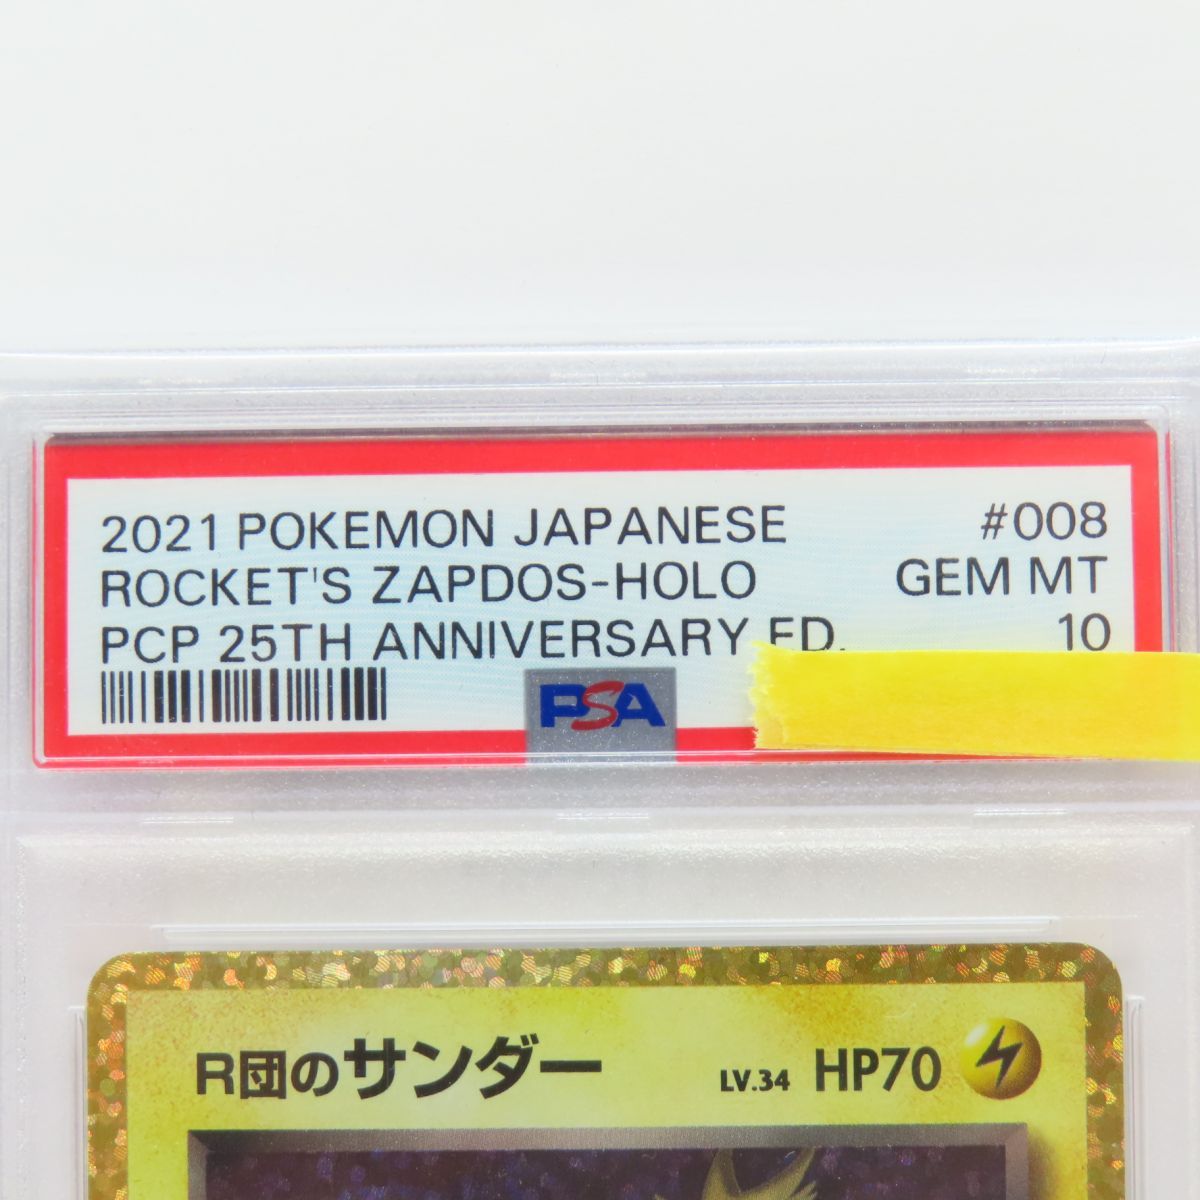 2021 POKEMON JAPANESE #008
ROCKET'S ZAPDOS-HOLO GEM MT
PCP 25TH ANNIVERSARY ED. 10
PSA
R団のサンダー LV.34 HP70